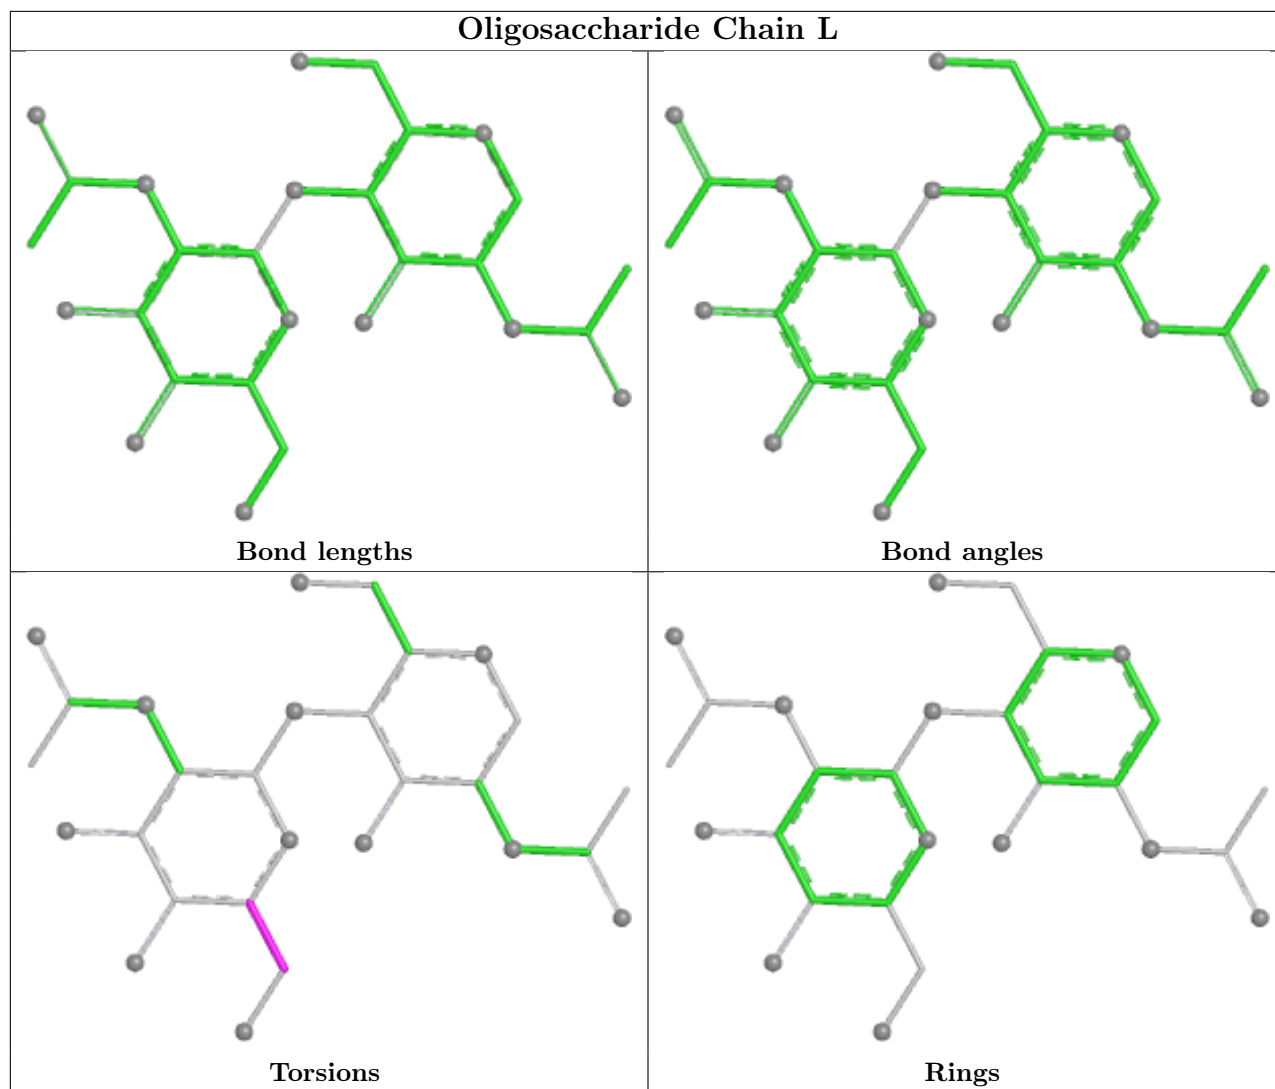 Oligosaccharide Chain L
Bond lengths
Bond angles
Torsions
Rings